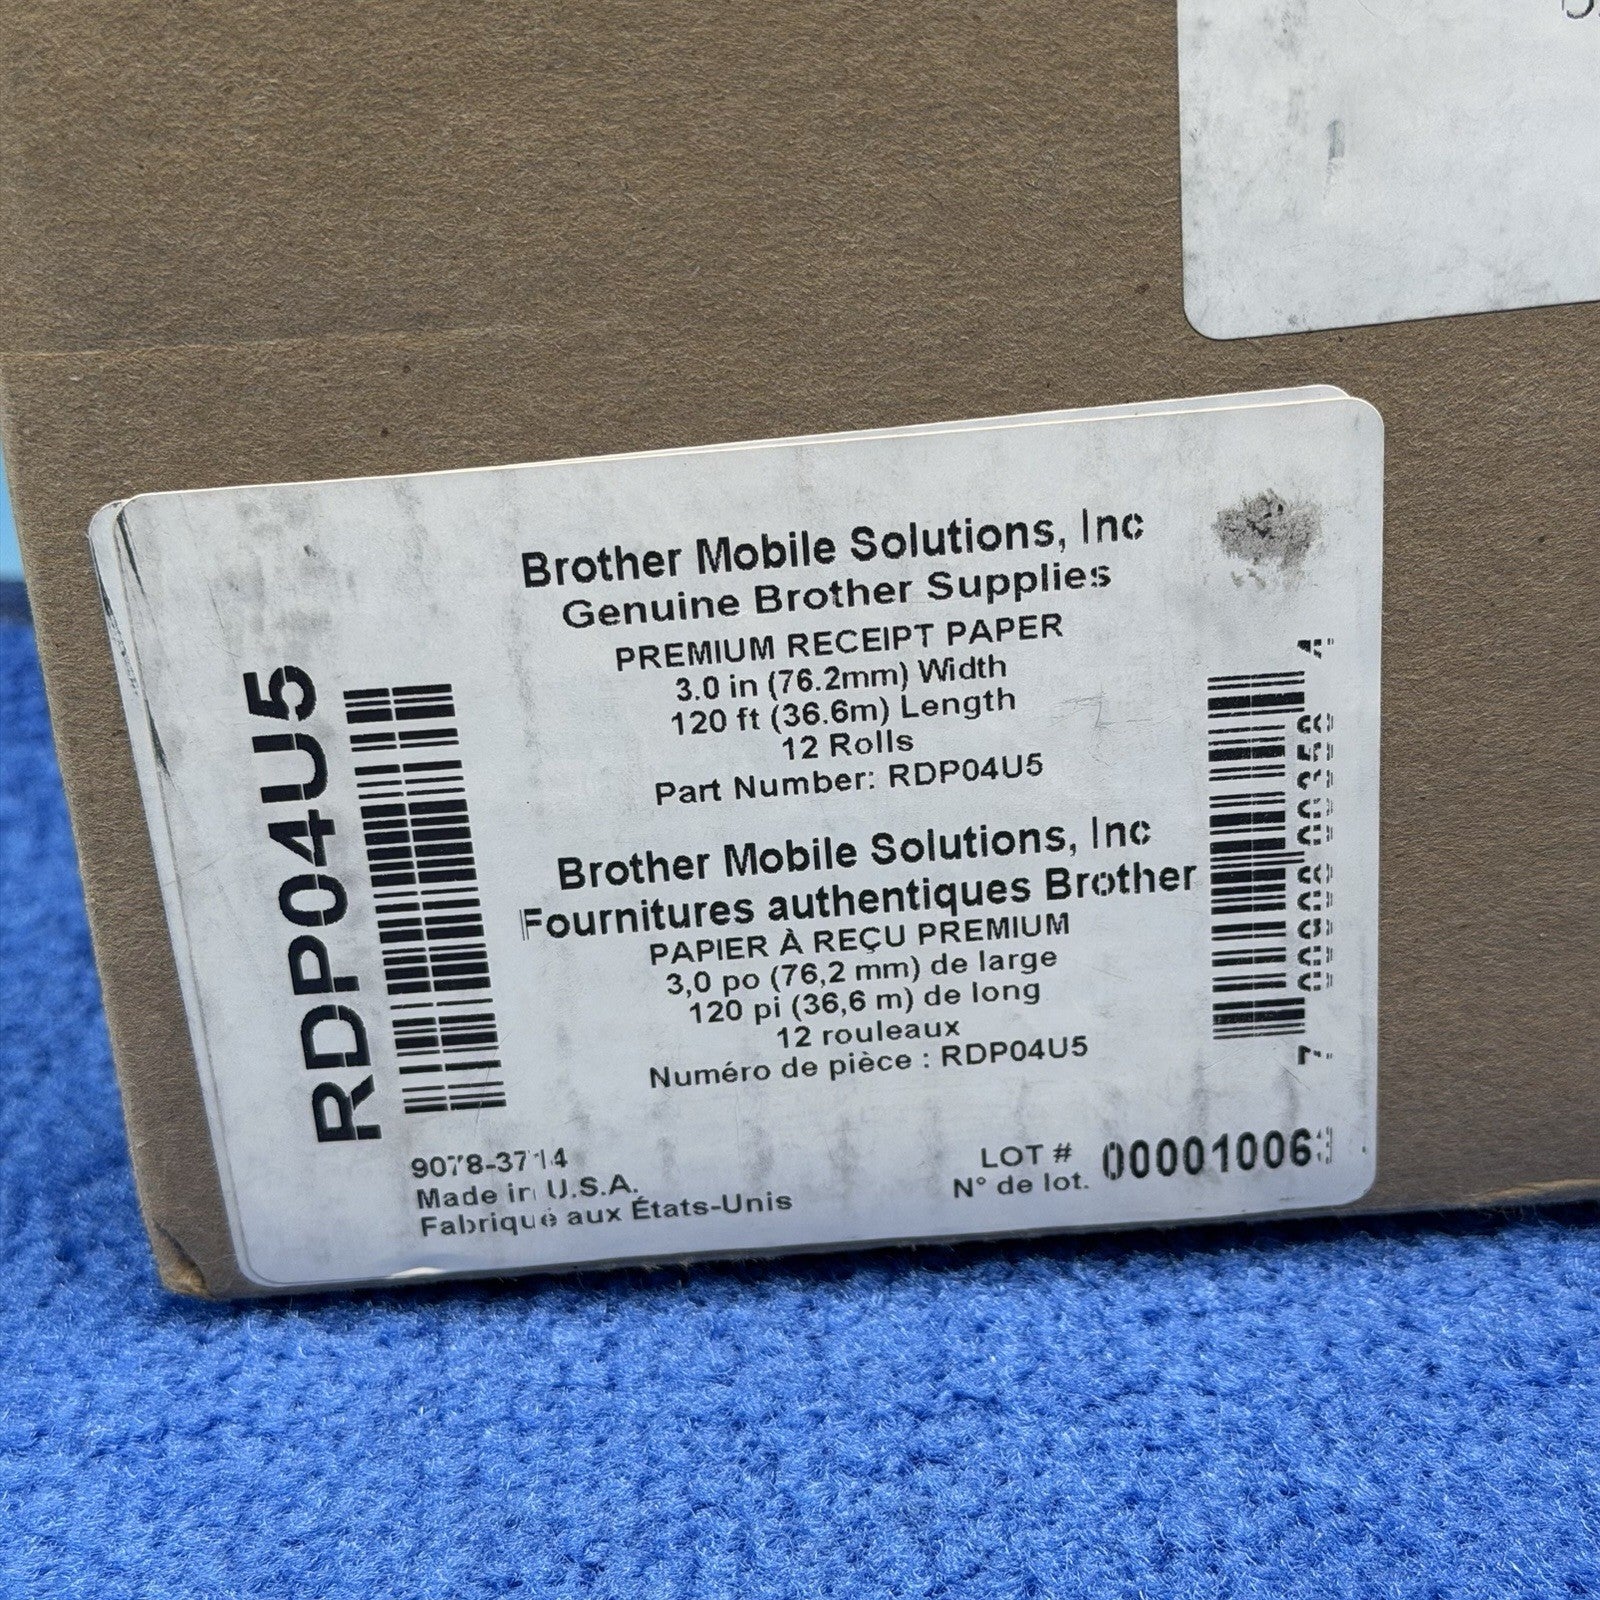 RDP04U5
Brother Mobile Solutions, Inc
Genuine Brother Supplies
PREMIUM RECEIPT PAPER
3.0 in (76.2mm) Width
120 ft (36.6m) Length
12 Rolls
Part Number: RDP04U5
Brother Mobile Solutions, Inc
Fournitures authentiques Brother
PAPIER À REÇU PREMIUM
3,0 po (76,2 mm) de large
120 pi (36,6 m) de long
12 rouleaux
Numéro de pièce : RDP04U5
9078-3714
Made in U.S.A.
Fabriqué aux États-Unis
LOT #
N° de lot.